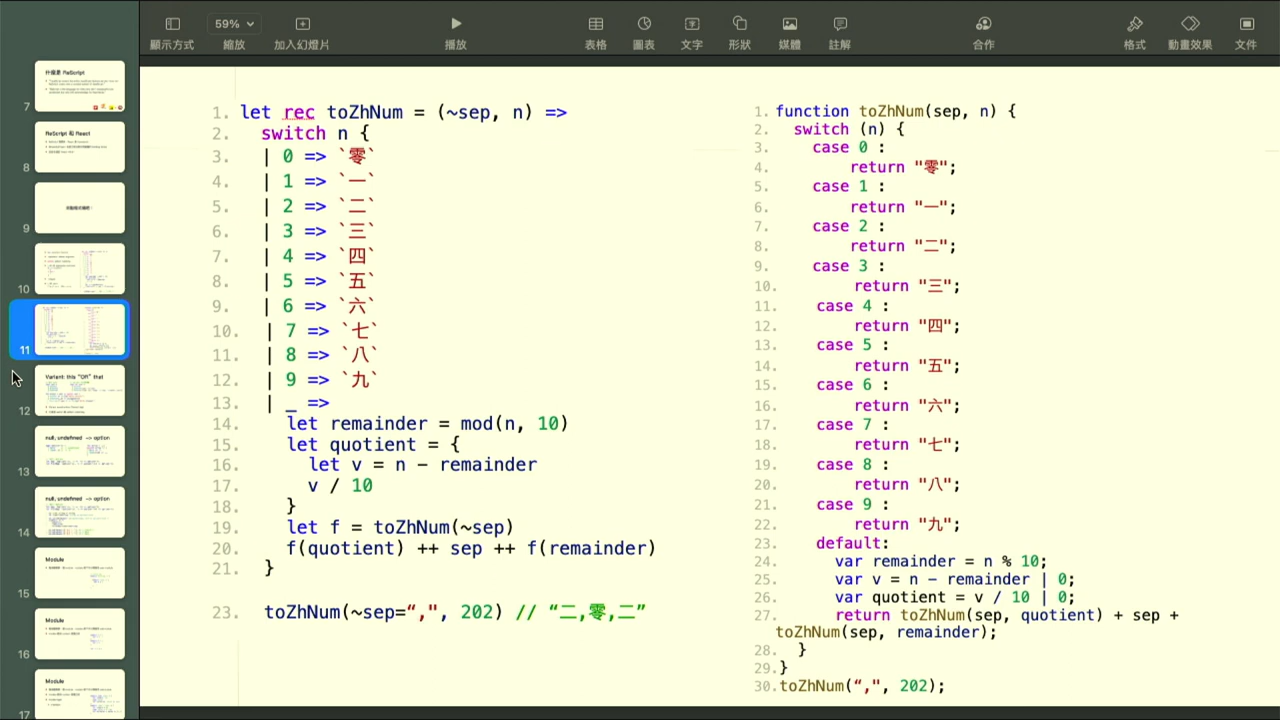 59%
顯示方式
縮放
加入幻燈片
播放
表格
圖表
文字
形狀
媒體
註解
合作
格式
動畫效果
文件
7
8
ReScript 和 React
9
10
11
12
Variant: this "OR" that
13
null, undefined -> option
14
null, undefined -> option
15
Module
16
Module
17
Module
1. let rec toZhNum = (~sep, n) =>
2. switch n {
3. | 0 => `零`
4. | 1 => `一`
5. | 2 => `二`
6. | 3 => `三`
7. | 4 => `四`
8. | 5 => `五`
9. | 6 => `六`
10. | 7 => `七`
11. | 8 => `八`
12. | 9 => `九`
13. | _ =>
14. let remainder = mod(n, 10)
15. let quotient = {
16. let v = n - remainder
17. v / 10
18. }
19. let f = toZhNum(~sep)
20. f(quotient) ++ sep ++ f(remainder)
21. }
23. toZhNum(~sep=“,", 202) // “二,零,二”
1. function toZhNum(sep, n) {
2. switch (n) {
3. case 0 :
4. return "零";
5. case 1 :
6. return "一";
7. case 2 :
8. return "二";
9. case 3 :
10. return "三";
11. case 4 :
12. return "四";
13. case 5 :
14. return "五";
15. case 6 :
16. return "六";
17. case 7 :
18. return "七";
19. case 8 :
20. return "八";
21. case 9 :
22. return "九";
23. default:
24. var remainder = n % 10;
25. var v = n - remainder | 0;
26. var quotient = v / 10 | 0;
27. return toZhNum(sep, quotient) + sep +
toZhNum(sep, remainder);
28. }
29. }
30. toZhNum(“,", 202);